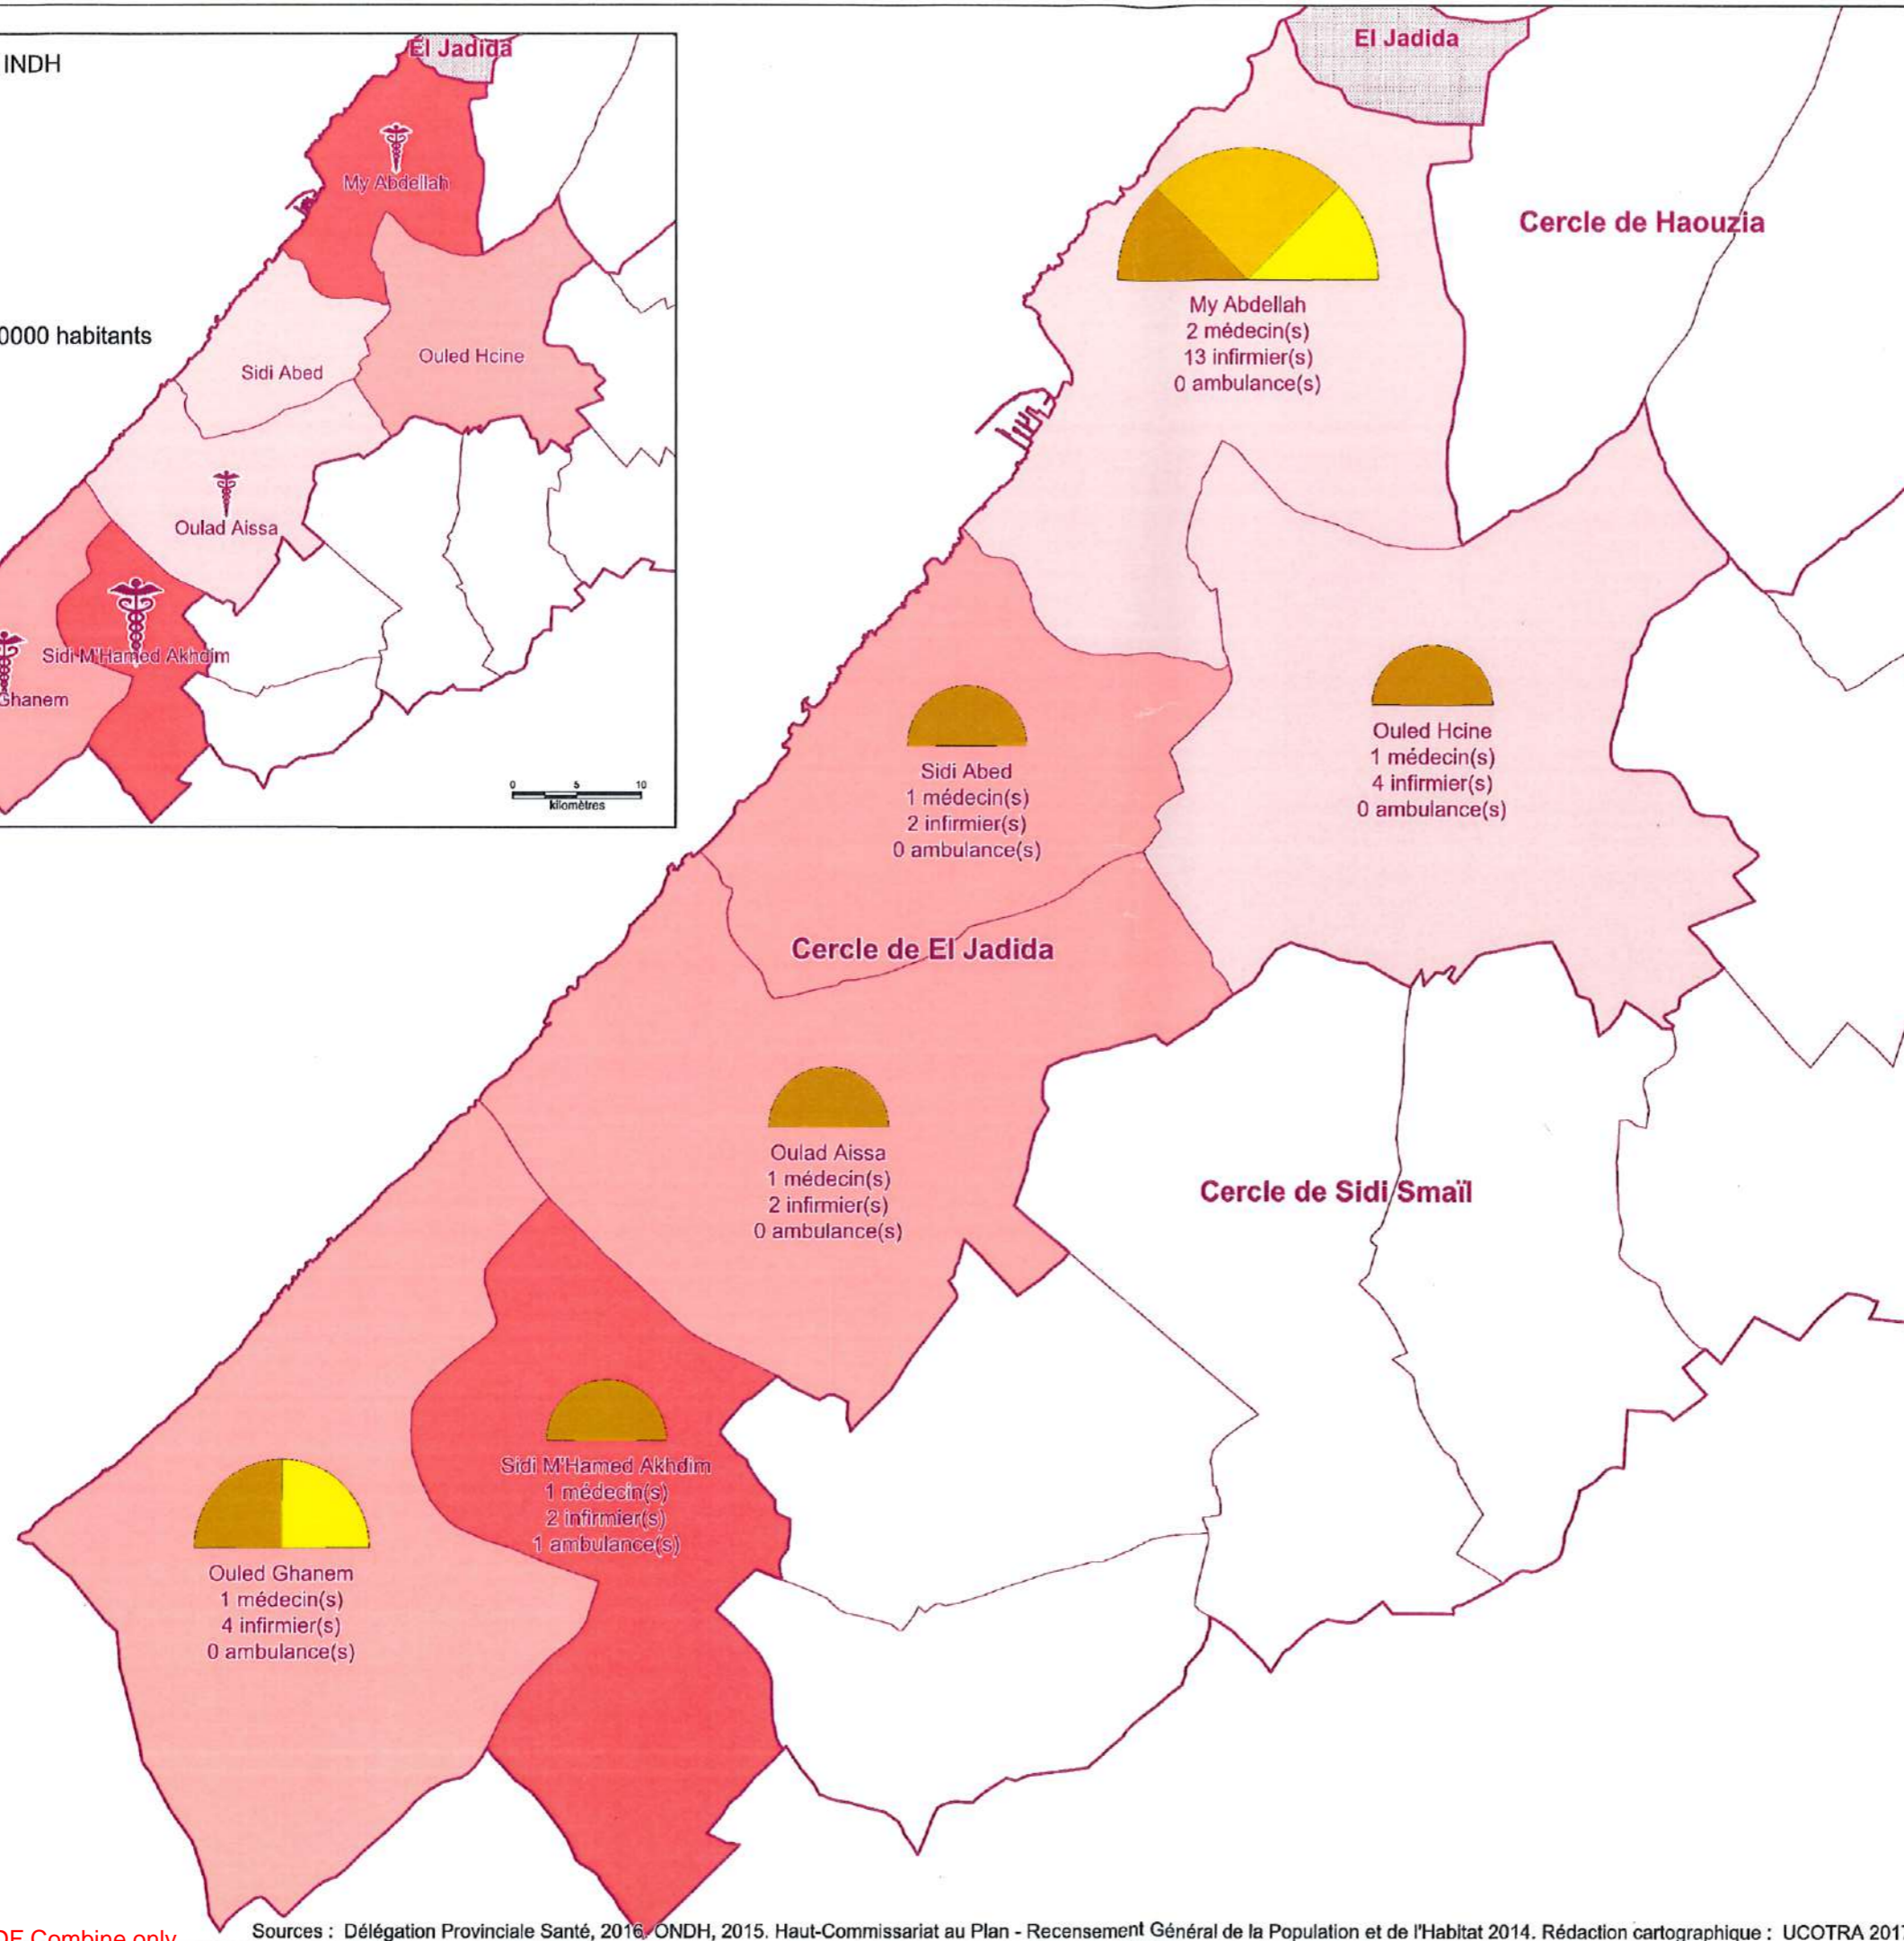 INDH
0000 habitants
El Jadida
My Abdellah
Ouled Hcine
Sidi Abed
Oulad Aissa
Sidi M'Hamed Akhdim
Ghanem
0 5 10
kilomètres
El Jadida
Cercle de Haouzia
My Abdellah
2 médecin(s)
13 infirmier(s)
0 ambulance(s)
Ouled Hcine
1 médecin(s)
4 infirmier(s)
0 ambulance(s)
Sidi Abed
1 médecin(s)
2 infirmier(s)
0 ambulance(s)
Cercle de El Jadida
Oulad Aissa
1 médecin(s)
2 infirmier(s)
0 ambulance(s)
Cercle de Sidi Smaïl
Sidi M'Hamed Akhdim
1 médecin(s)
2 infirmier(s)
1 ambulance(s)
Ouled Ghanem
1 médecin(s)
4 infirmier(s)
0 ambulance(s)
Combine only
Sources : Délégation Provinciale Santé, 2016, ONDH, 2015. Haut-Commissariat au Plan - Recensement Général de la Population et de l'Habitat 2014. Rédaction cartographique : UCOTRA 201